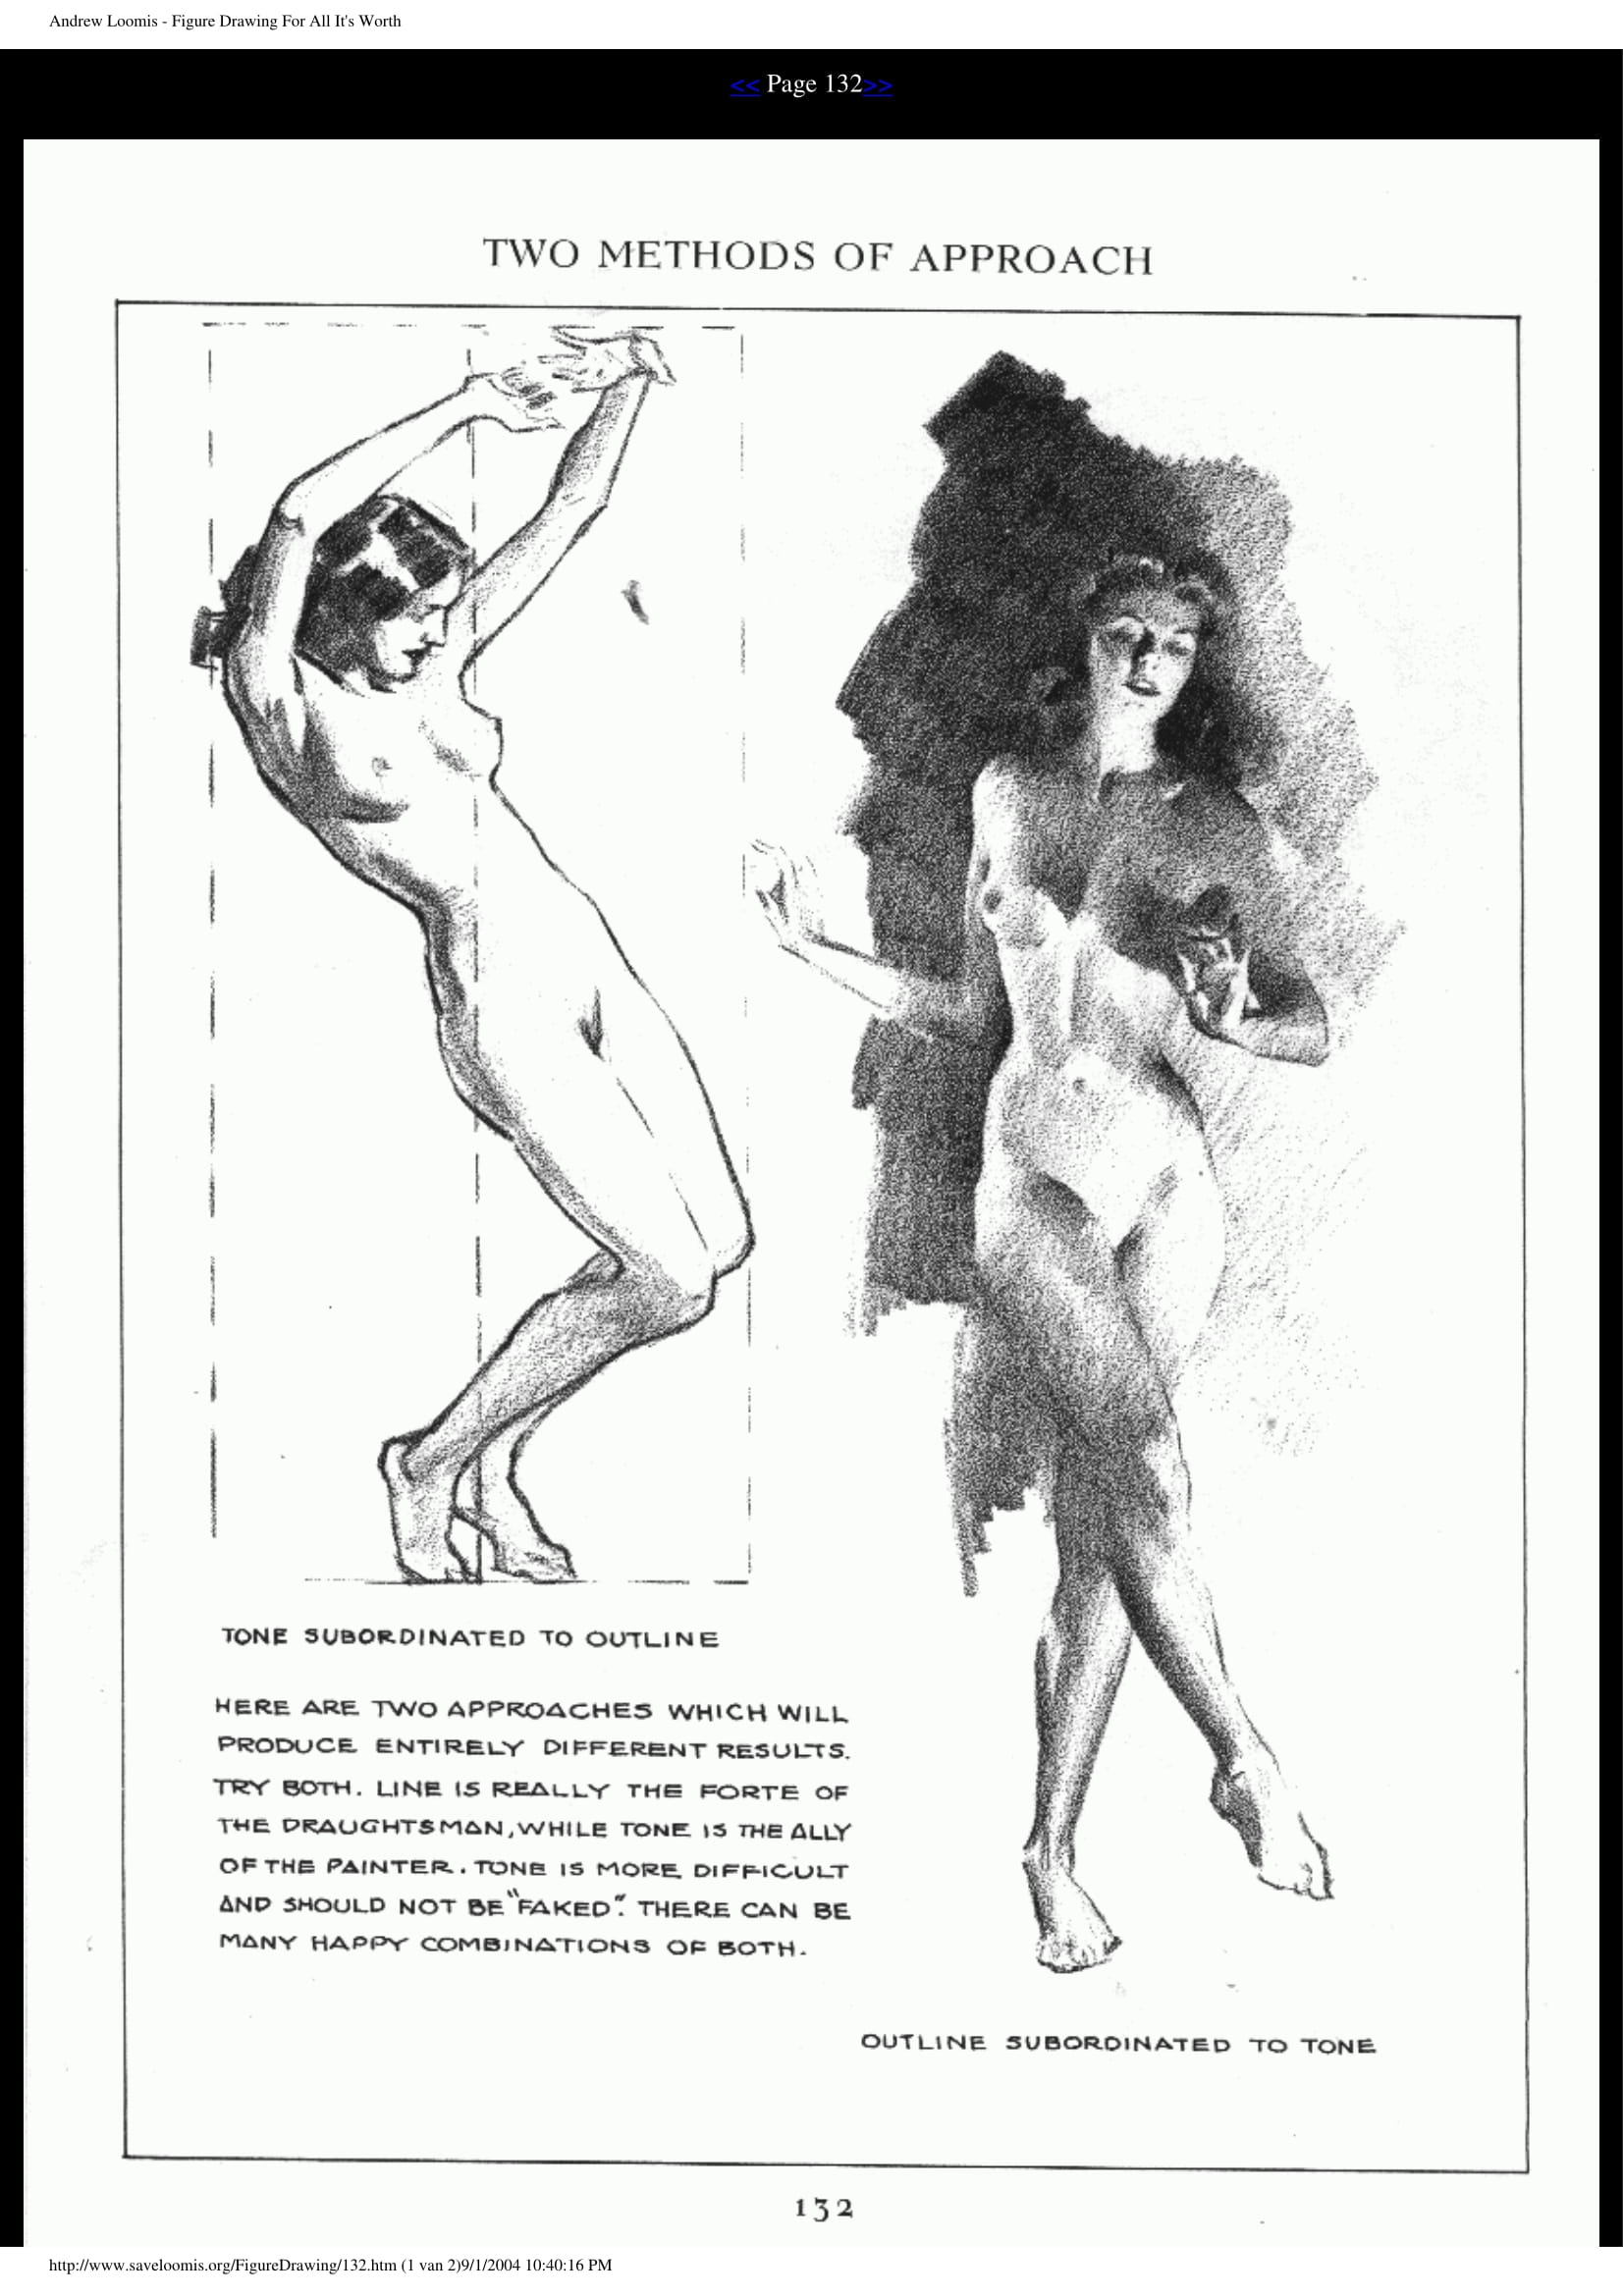 Andrew Loomis - Figure Drawing For All It's Worth
<< Page 132>>
TWO METHODS OF APPROACH
TONE SUBORDINATED TO OUTLINE
HERE ARE TWO APPROACHES WHICH WILL
PRODUCE ENTIRELY DIFFERENT RESULTS.
TRY BOTH. LINE IS REALLY THE FORTE OF
THE DRAUGHTSMAN, WHILE TONE IS THE ALLY
OF THE PAINTER. TONE IS MORE DIFFICULT
AND SHOULD NOT BE "FAKED". THERE CAN BE
MANY HAPPY COMBINATIONS OF BOTH.
OUTLINE SUBORDINATED TO TONE
132
http://www.saveloomis.org/FigureDrawing/132.htm (1 van 2)9/1/2004 10:40:16 PM